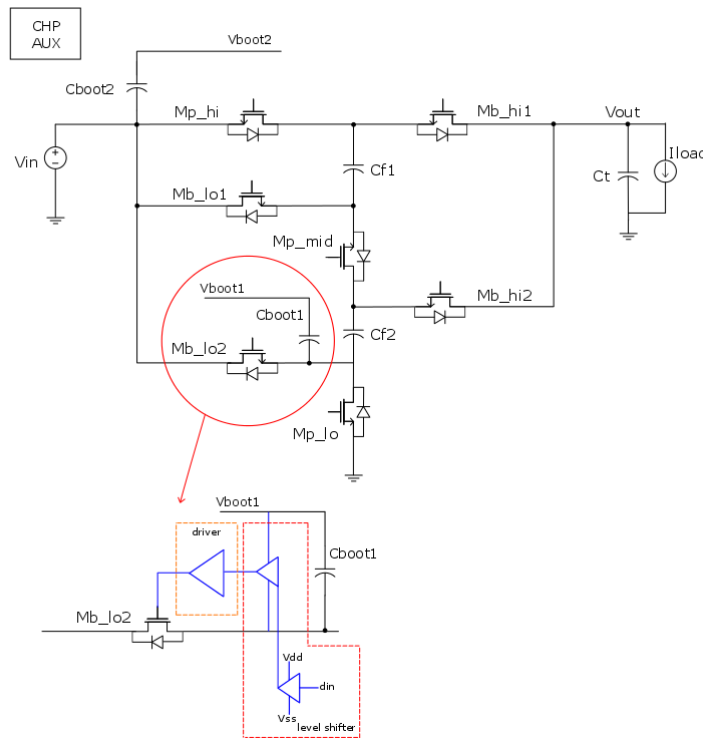 CHP
AUX
Vboot2
Cboot2
Mp_hi
Mb_hi1
Vout
Vin
Cf1
Ct
Iload
Mb_lo1
Mp_mid
Vboot1
Cboot1
Mb_hi2
Cf2
Mb_lo2
Mp_lo
Vboot1
driver
Cboot1
Mb_lo2
Vdd
din
Vss
level shifter